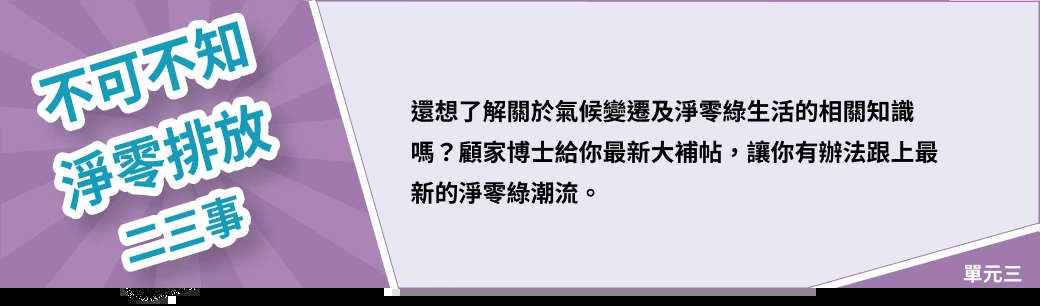 不可不知
淨零排放
二三事
還想了解關於氣候變遷及淨零綠生活的相關知識
嗎？顧家博士給你最新大補帖，讓你有辦法跟上最
新的淨零綠潮流。
單元三